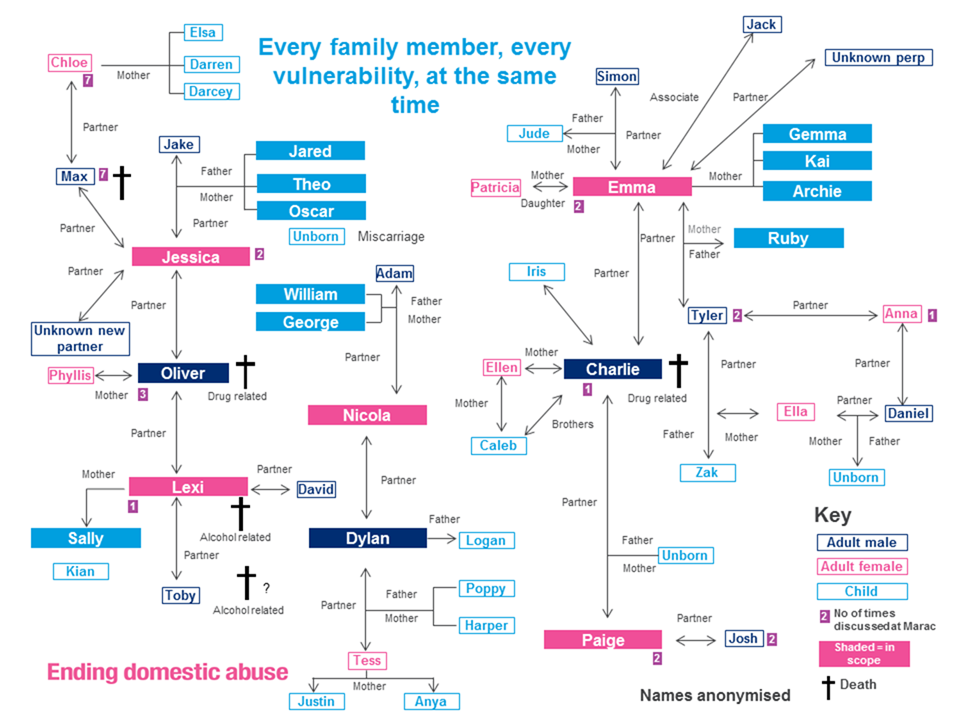 Every family member, every
vulnerability, at the same
time
Elsa
Chloe
Mother
Darren
7
Darcey
Partner
Jake
Max
7
Father
Mother
Jared
Theo
Oscar
Partner
Partner
Unborn
Miscarriage
Jessica
2
Partner
Partner
Unknown new
partner
Adam
William
George
Father
Mother
Partner
Phyllis
Mother
Oliver
3
Drug related
Partner
Nicola
Mother
Lexi
1
Partner
David
Alcohol related
Partner
Sally
Kian
Partner
Toby
?
Alcohol related
Dylan
Father
Logan
Partner
Father
Mother
Poppy
Harper
Tess
Mother
Justin
Anya
Ending domestic abuse
Jack
Unknown perp
Simon
Associate
Partner
Father
Jude
Mother
Partner
Gemma
Kai
Archie
Mother
Patricia
Mother
Daughter
Emma
2
Partner
Mother
Father
Ruby
Iris
Partner
Tyler
2
Partner
Anna
1
Ellen
Mother
Charlie
1
Drug related
Partner
Partner
Mother
Brothers
Caleb
Ella
Partner
Daniel
Father
Mother
Mother
Father
Zak
Unborn
Partner
Father
Mother
Unborn
Paige
2
Partner
Josh
2
Names anonymised
Key
Adult male
Adult female
Child
2
No of times
discussed at Marac
Shaded = in
scope
Death